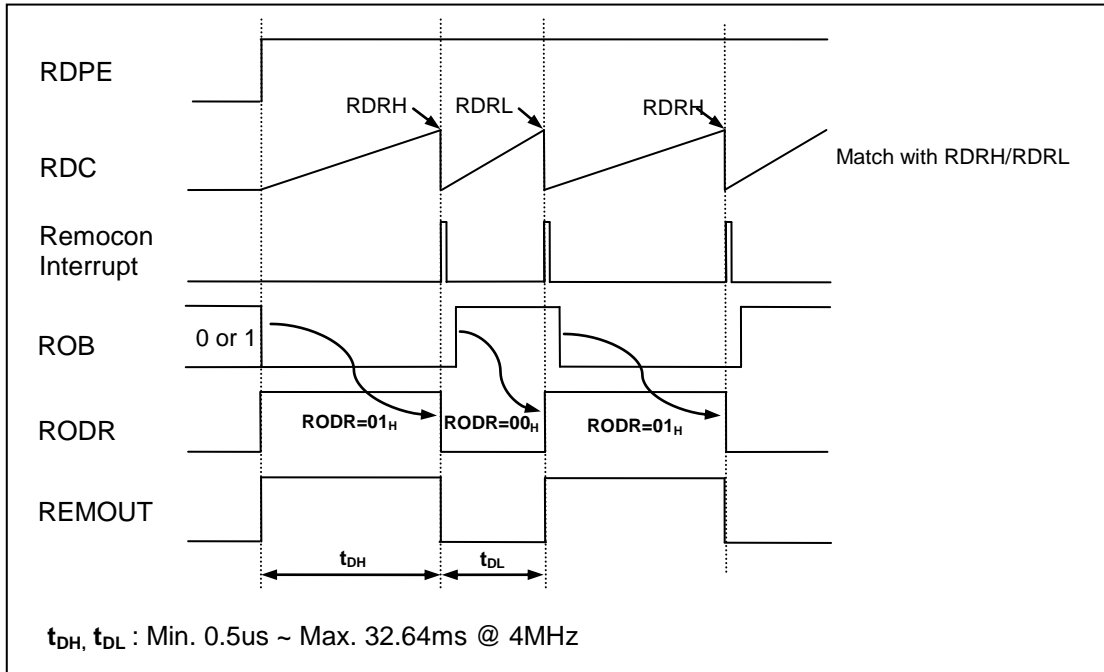 RDPE
RDRH
RDRL
RDRH
RDC
Match with RDRH/RDRL
Remocon
Interrupt
0 or 1
ROB
RODR
RODR=01H
RODR=00H
RODR=01H
REMOUT
tDH
tDL
tDH, tDL : Min. 0.5us ~ Max. 32.64ms @ 4MHz